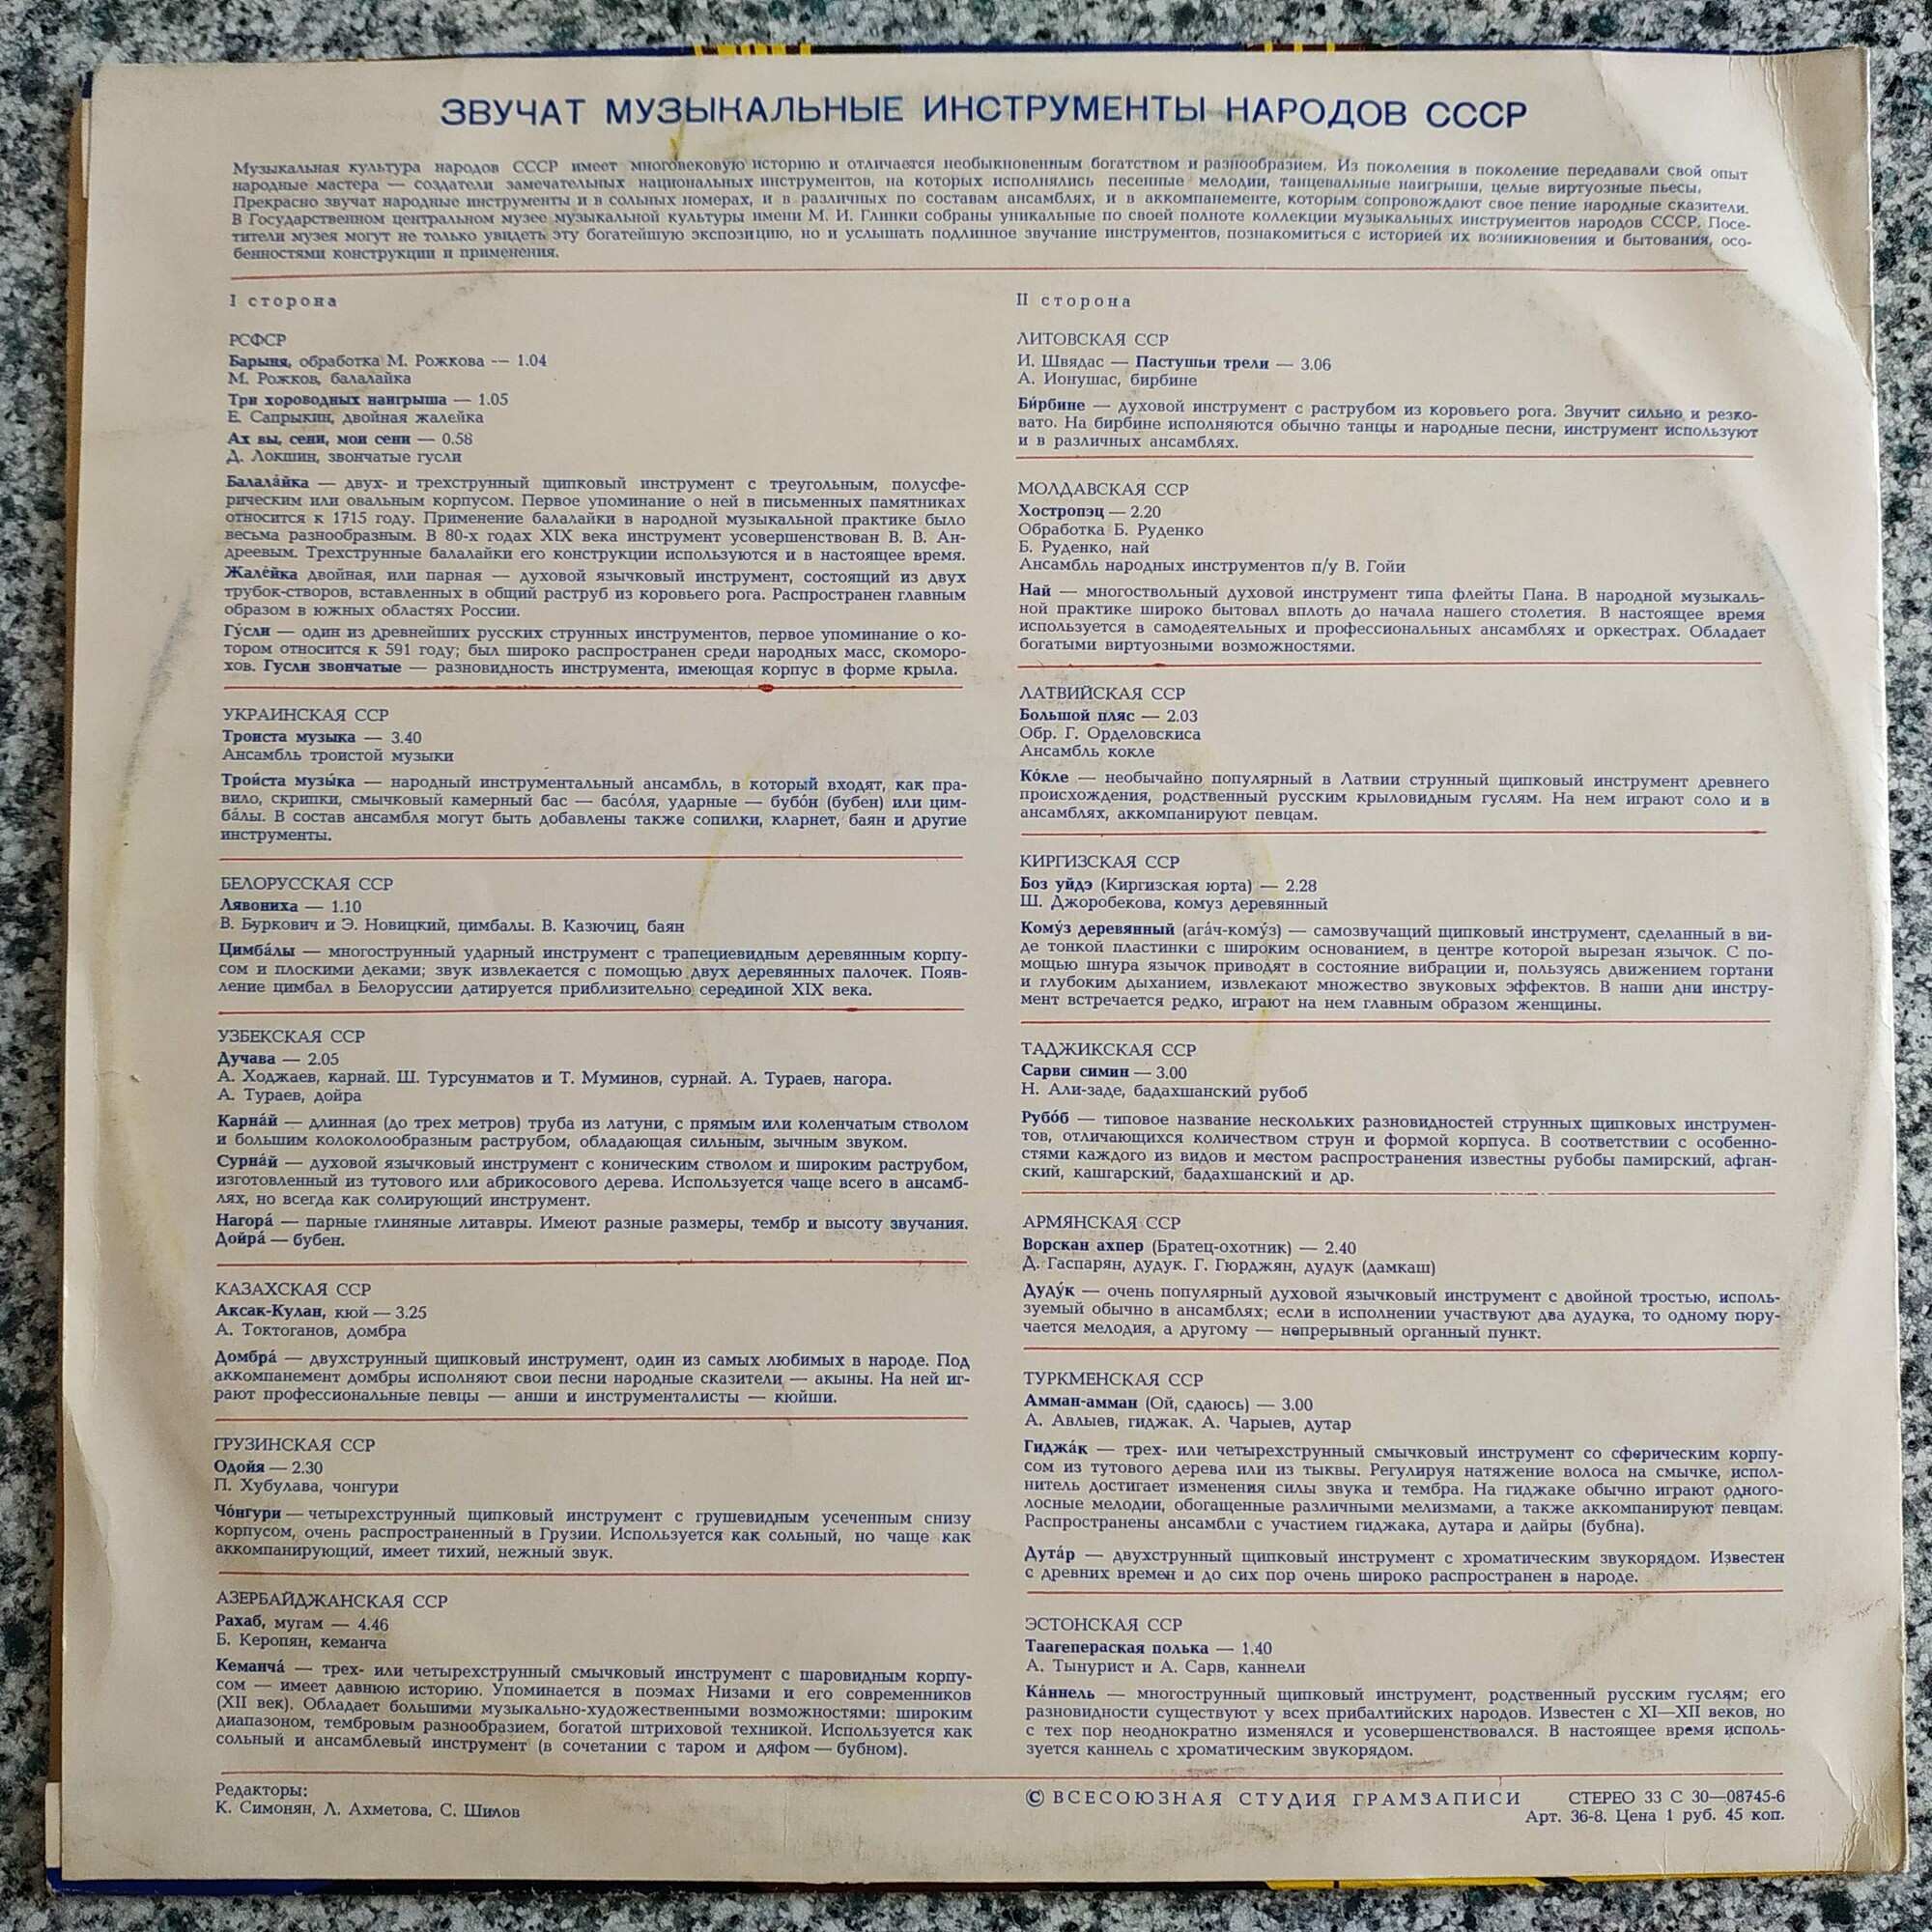 ЗВУЧАТ МУЗЫКАЛЬНЫЕ ИНСТРУМЕНТЫ НАРОДОВ СССР
Музыкальная культура народов СССР имеет многовековую историю и отличается необыкновенным богатством и разнообразием. Из поколения в поколение передавали свой опыт
народные мастера — создатели замечательных национальных инструментов, на которых исполнялись песенные мелодии, танцевальные наигрыши, целые виртуозные пьесы.
Прекрасно звучат народные инструменты и в сольных номерах, и в различных по составам ансамблях, и в аккомпанементе, которым сопровождают свое пение народные сказители.
В Государственном центральном музее музыкальной культуры имени М. И. Глинки собраны уникальные по своей полноте коллекции музыкальных инструментов народов СССР. Посе-
тители музея могут не только увидеть эту богатейшую экспозицию, но и услышать подлинное звучание инструментов, познакомиться с историей их возникновения и бытования, осо-
бенностями конструкции и применения.
I сторона
РСФСР
Барыня, обработка М. Рожкова -- 1.04
М. Рожков, балалайка
Три хороводных наигрыша — 1.05
Е. Сапрыкин, двойная жалейка
Ах вы, сени, мои сени — 0.58
Д. Локшин, звончатые гусли
Балала́йка — двух- и трехструнный щипковый инструмент с треугольным, полусфе-
рическим или овальным корпусом. Первое упоминание о ней в письменных памятниках
относится к 1715 году. Применение балалайки в народной музыкальной практике было
весьма разнообразным. В 80-х годах XIX века инструмент усовершенствован В. В. Ан-
дреевым. Трехструнные балалайки его конструкции используются и в настоящее время.
Жале́йка двойная, или парная — духовой язычковый инструмент, состоящий из двух
трубок-створов, вставленных в общий раструб из коровьего рога. Распространен главным
образом в южных областях России.
Гу́сли — один из древнейших русских струнных инструментов, первое упоминание о ко-
тором относится к 591 году; был широко распространен среди народных масс, скоморо-
хов. Гусли звончатые — разновидность инструмента, имеющая корпус в форме крыла.
УКРАИНСКАЯ ССР
Троиста музыка — 3.40
Ансамбль троистой музыки
Трои́ста музы́ка — народный инструментальный ансамбль, в который входят, как пра-
вило, скрипки, смычковый камерный бас — басо́ля, ударные — бубо́н (бубен) или цим-
ба́лы. В состав ансамбля могут быть добавлены также сопилки, кларнет, баян и другие
инструменты.
БЕЛОРУССКАЯ ССР
Лявониха — 1.10
В. Буркович и Э. Новицкий, цимбалы. В. Казючиц, баян
Цимба́лы — многострунный ударный инструмент с трапециевидным деревянным корпу-
сом и плоскими деками; звук извлекается с помощью двух деревянных палочек. Появ-
ление цимбал в Белоруссии датируется приблизительно серединой XIX века.
УЗБЕКСКАЯ ССР
Дучава — 2.05
А. Ходжаев, карнай. Ш. Турсунматов и Т. Муминов, сурнай. А. Тураев, нагора.
А. Тураев, дойра
Карна́й — длинная (до трех метров) труба из латуни, с прямым или коленчатым стволом
и большим колоколообразным раструбом, обладающая сильным, зычным звуком.
Сурна́й — духовой язычковый инструмент с коническим стволом и широким раструбом,
изготовленный из тутового или абрикосового дерева. Используется чаще всего в ансамб-
лях, но всегда как солирующий инструмент.
Нагора́ — парные глиняные литавры. Имеют разные размеры, тембр и высоту звучания.
Дойра́ — бубен.
КАЗАХСКАЯ ССР
Аксак-Кулан, кюй — 3.25
А. Токтоганов, домбра
Домбра́ — двухструнный щипковый инструмент, один из самых любимых в народе. Под
аккомпанемент домбры исполняют свои песни народные сказители — акыны. На ней иг-
рают профессиональные певцы — анши и инструменталисты — кюйши.
ГРУЗИНСКАЯ ССР
Одойя — 2.30
П. Хубулава, чонгури
Чо́нгури — четырехструнный щипковый инструмент с грушевидным усеченным снизу
корпусом, очень распространенный в Грузии. Используется как сольный, но чаще как
аккомпанирующий, имеет тихий, нежный звук.
АЗЕРБАЙДЖАНСКАЯ ССР
Рахаб, мугам — 4.46
Б. Керопян, кеманча
Кеманча́ — трех- или четырехструнный смычковый инструмент с шаровидным корпу-
сом — имеет давнюю историю. Упоминается в поэмах Низами и его современников
(XII век). Обладает большими музыкально-художественными возможностями: широким
диапазоном, тембровым разнообразием, богатой штриховой техникой. Используется как
сольный и ансамблевый инструмент (в сочетании с таром и дяфом — бубном).
Редакторы:
К. Симонян, Л. Ахметова, С. Шилов
II сторона
ЛИТОВСКАЯ ССР
И. Швядас — Пастушьи трели — 3.06
А. Ионушас, бирбине
Би́рбине — духовой инструмент с раструбом из коровьего рога. Звучит сильно и резко-
вато. На бирбине исполняются обычно танцы и народные песни, инструмент используют
и в различных ансамблях.
МОЛДАВСКАЯ ССР
Хостропэц — 2.20
Обработка Б. Руденко
Б. Руденко, най
Ансамбль народных инструментов п/у В. Гойи
Най — многоствольный духовой инструмент типа флейты Пана. В народной музыкаль-
ной практике широко бытовал вплоть до начала нашего столетия. В настоящее время
используется в самодеятельных и профессиональных ансамблях и оркестрах. Обладает
богатыми виртуозными возможностями.
ЛАТВИЙСКАЯ ССР
Большой пляс — 2.03
Обр. Г. Орделовскиса
Ансамбль кокле
Ко́кле — необычайно популярный в Латвии струнный щипковый инструмент древнего
происхождения, родственный русским крыловидным гуслям. На нем играют соло и в
ансамблях, аккомпанируют певцам.
КИРГИЗСКАЯ ССР
Боз уйдэ (Киргизская юрта) — 2.28
Ш. Джоробекова, комуз деревянный
Кому́з деревянный (ага́ч-кому́з) — самозвучащий щипковый инструмент, сделанный в ви-
де тонкой пластинки с широким основанием, в центре которой вырезан язычок. С по-
мощью шнура язычок приводят в состояние вибрации и, пользуясь движением гортани
и глубоким дыханием, извлекают множество звуковых эффектов. В наши дни инстру-
мент встречается редко, играют на нем главным образом женщины.
ТАДЖИКСКАЯ ССР
Сарви симин — 3.00
Н. Али-заде, бадахшанский рубоб
Рубо́б — типовое название нескольких разновидностей струнных щипковых инструмен-
тов, отличающихся количеством струн и формой корпуса. В соответствии с особенно-
стями каждого из видов и местом распространения известны рубобы памирский, афган-
ский, кашгарский, бадахшанский и др.
АРМЯНСКАЯ ССР
Ворскан ахпер (Братец-охотник) — 2.40
Д. Гаспарян, дудук. Г. Гюрджян, дудук (дамкаш)
Дуду́к — очень популярный духовой язычковый инструмент с двойной тростью, исполь-
зуемый обычно в ансамблях; если в исполнении участвуют два дудука, то одному пору-
чается мелодия, а другому — непрерывный органный пункт.
ТУРКМЕНСКАЯ ССР
Амман-амман (Ой, сдаюсь) — 3.00
А. Авлыев, гиджак. А. Чарыев, дутар
Гиджа́к — трех- или четырехструнный смычковый инструмент со сферическим корпу-
сом из тутового дерева или из тыквы. Регулируя натяжение волоса на смычке, испол-
нитель достигает изменения силы звука и тембра. На гиджаке обычно играют одного-
лосные мелодии, обогащенные различными мелизмами, а также аккомпанируют певцам.
Распространены ансамбли с участием гиджака, дутара и дайры (бубна).
Дута́р — двухструнный щипковый инструмент с хроматическим звукорядом. Известен
с древних времен и до сих пор очень широко распространен в народе.
ЭСТОНСКАЯ ССР
Таагепераская полька — 1.40
А. Тынурист и А. Сарв, каннели
Ка́ннель — многострунный щипковый инструмент, родственный русским гуслям; его
разновидности существуют у всех прибалтийских народов. Известен с XI—XII веков, но
с тех пор неоднократно изменялся и усовершенствовался. В настоящее время исполь-
зуется каннель с хроматическим звукорядом.
© ВСЕСОЮЗНАЯ СТУДИЯ ГРАМЗАПИСИ СТЕРЕО 33 С 30—08745-6
Арт. 36-8. Цена 1 руб. 45 коп.